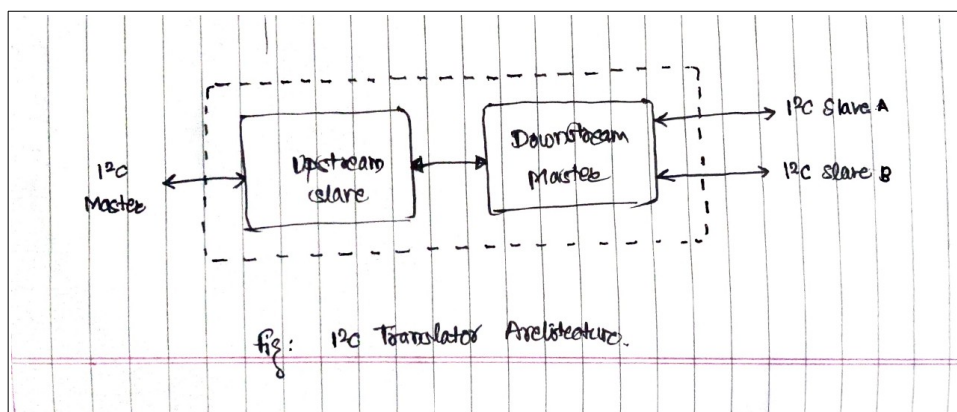 I²C
Master
Upstream
slave
Downstream
Master
I²C Slave A
I²C Slave B
fig: I²C Translator Architecture.